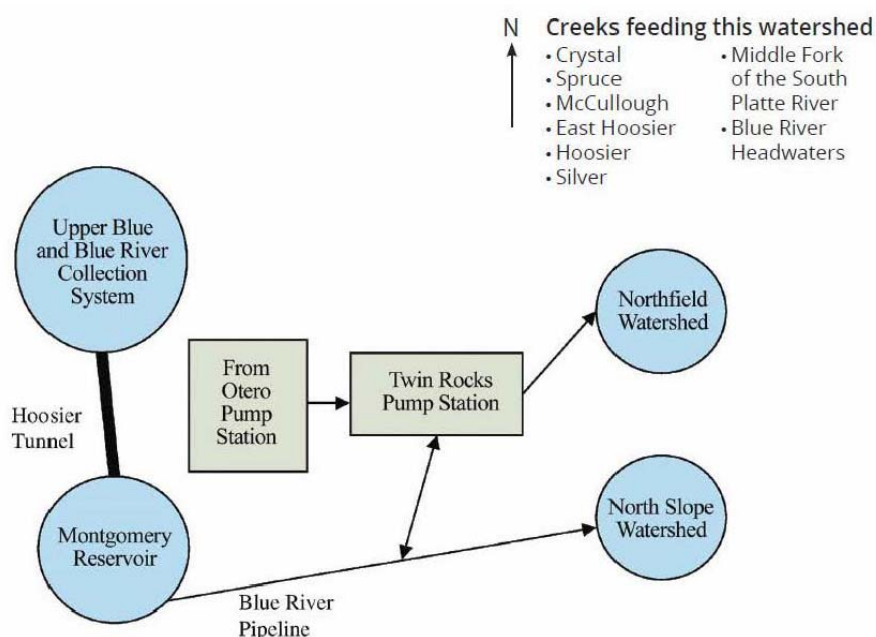 N
Creeks feeding this watershed
• Crystal
• Spruce
• McCullough
• East Hoosier
• Hoosier
• Silver
• Middle Fork
of the South
Platte River
• Blue River
Headwaters
Upper Blue
and Blue River
Collection
System
Northfield
Watershed
From
Otero
Pump
Station
Twin Rocks
Pump Station
Hoosier
Tunnel
North Slope
Watershed
Montgomery
Reservoir
Blue River
Pipeline